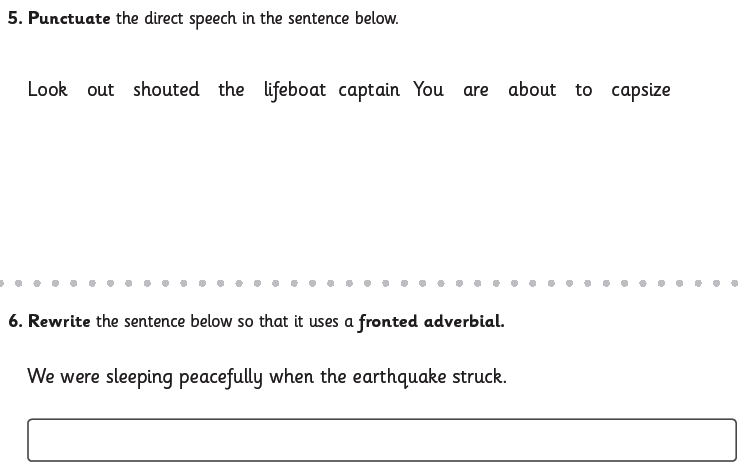 5. Punctuate the direct speech in the sentence below.
Look out shouted the lifeboat captain You are about to capsize
6. Rewrite the sentence below so that it uses a fronted adverbial.
We were sleeping peacefully when the earthquake struck.